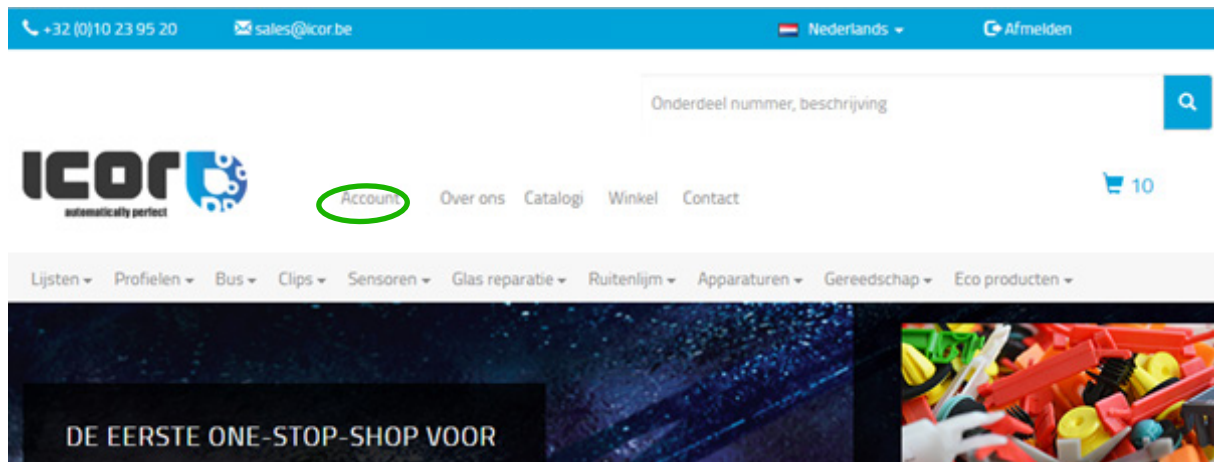 +32 (0)10 23 95 20 sales@icor.be Nederlands Afmelden
Onderdeel nummer, beschrijving
ICOR
automatically perfect
Account Over ons Catalogi Winkel Contact
10
Lijsten Profielen Bus Clips Sensoren Glas reparatie Ruitenlijm Apparaturen Gereedschap Eco producten
DE EERSTE ONE-STOP-SHOP VOOR